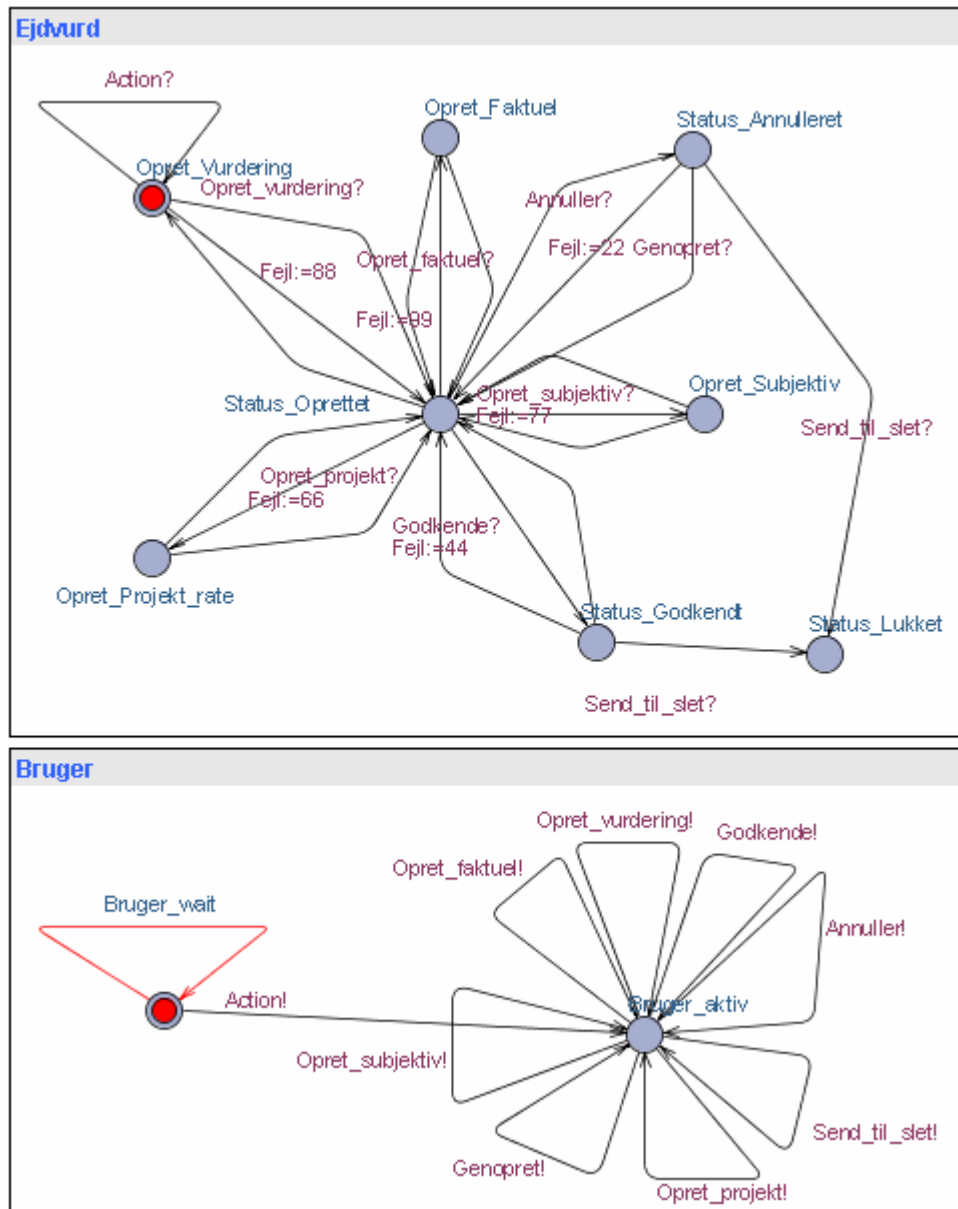 Ejdvurd
Action?
Opret_Faktuel
Status_Annulleret
Opret_Vurdering
Opret_vurdering?
Annuller?
Fejl:=22 Genopret?
Opret_faktuel?
Fejl:=88
Fejl:=99
Opret_Subjektiv
Status_Oprettet
Opret_subjektiv?
Fejl:=77
Send_til_slet?
Opret_projekt?
Fejl:=66
Godkende?
Fejl:=44
Opret_Projekt_rate
Status_Godkendt
Status_Lukket
Send_til_slet?
Bruger
Opret_vurdering!
Godkende!
Opret_faktuel!
Bruger_wait
Annuller!
Action!
Bruger_aktiv
Opret_subjektiv!
Send_til_slet!
Genopret!
Opret_projekt!